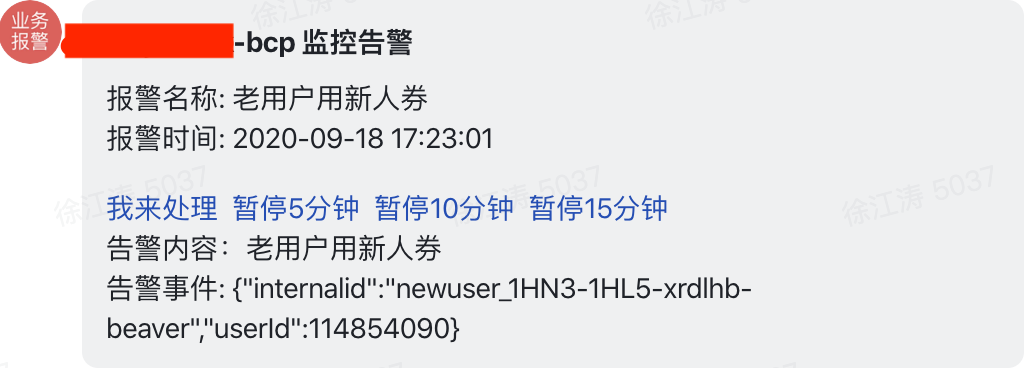 徐江涛 5037
徐江涛 5037
业务
报警
-bcp 监控告警
报警名称: 老用户用新人券
报警时间: 2020-09-18 17:23:01
徐江涛 5037
徐江涛 5037
徐江涛 5037
我来处理 暂停5分钟 暂停10分钟 暂停15分钟
告警内容：老用户用新人券
告警事件: {"internalid":"newuser_1HN3-1HL5-xrdlhb-
beaver","userId":114854090}